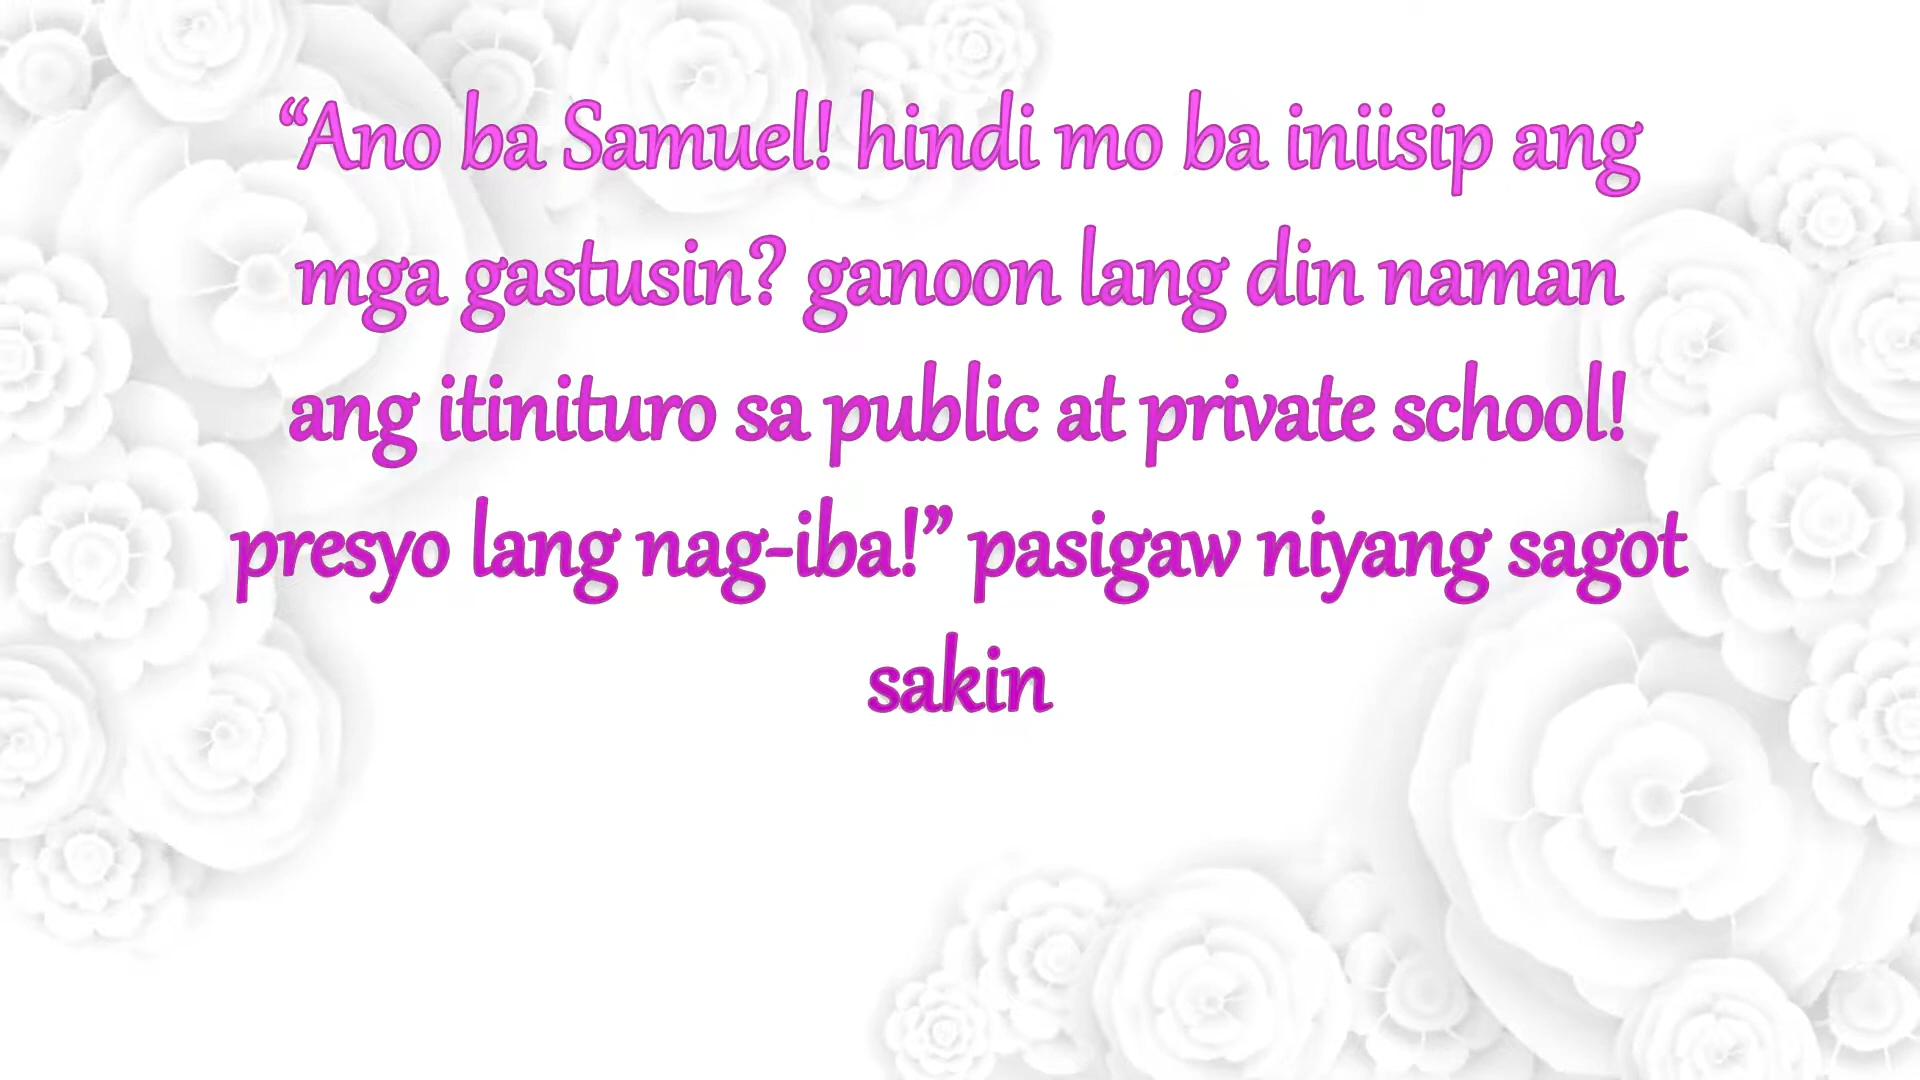 “Ano ba Samuel! hindi mo ba iniisip ang
mga gastusin? ganoon lang din naman
ang itinituro sa public at private school!
presyo lang nag-iba!” pasigaw niyang sagot
sakin